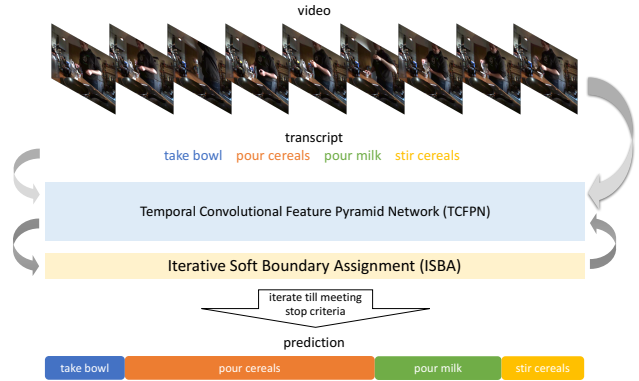 video
transcript
take bowl pour cereals pour milk stir cereals
Temporal Convolutional Feature Pyramid Network (TCFPN)
Iterative Soft Boundary Assignment (ISBA)
iterate till meeting
stop criteria
prediction
take bowl pour cereals pour milk stir cereals